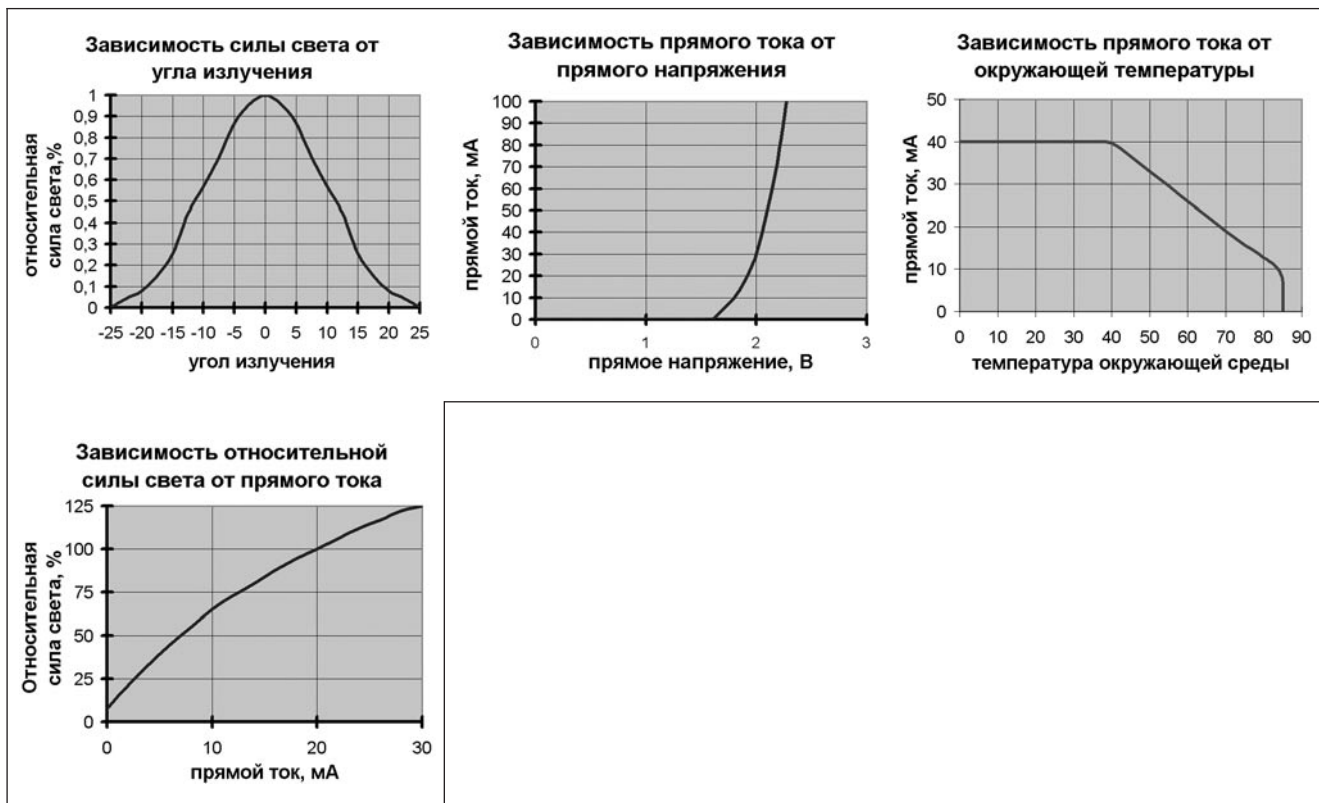 Зависимость силы света от
угла излучения
относительная
сила света,%
1
0,9
0,8
0,7
0,6
0,5
0,4
0,3
0,2
0,1
0
-25 -20 -15 -10 -5 0 5 10 15 20 25
угол излучения
Зависимость прямого тока от
прямого напряжения
прямой ток, мА
100
90
80
70
60
50
40
30
20
10
0
0 1 2 3
прямое напряжение, В
Зависимость прямого тока от
окружающей температуры
прямой ток, мА
50
40
30
20
10
0
0 10 20 30 40 50 60 70 80 90
температура окружающей среды
Зависимость относительной
силы света от прямого тока
Относительная
сила света, %
125
100
75
50
25
0
0 10 20 30
прямой ток, мА